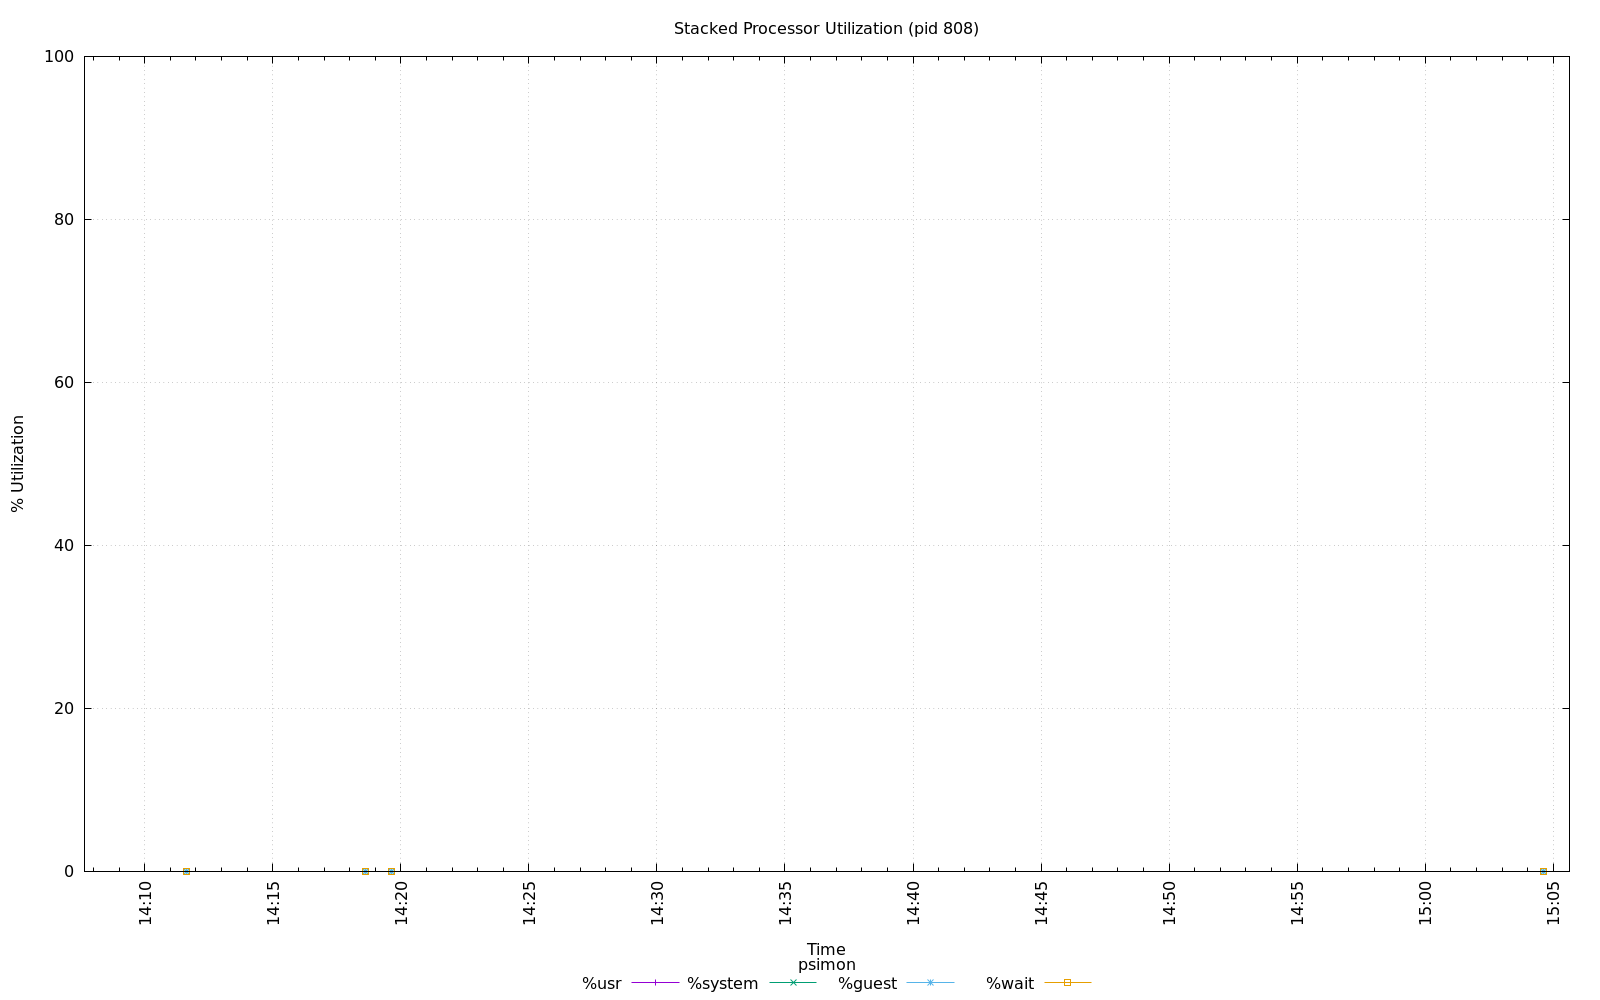 Stacked Processor Utilization (pid 808)
100
80
60
40
20
0
% Utilization
14:10 14:15 14:20 14:25 14:30 14:35 14:40 14:45 14:50 14:55 15:00 15:05
Time
psimon
%usr %system %guest %wait